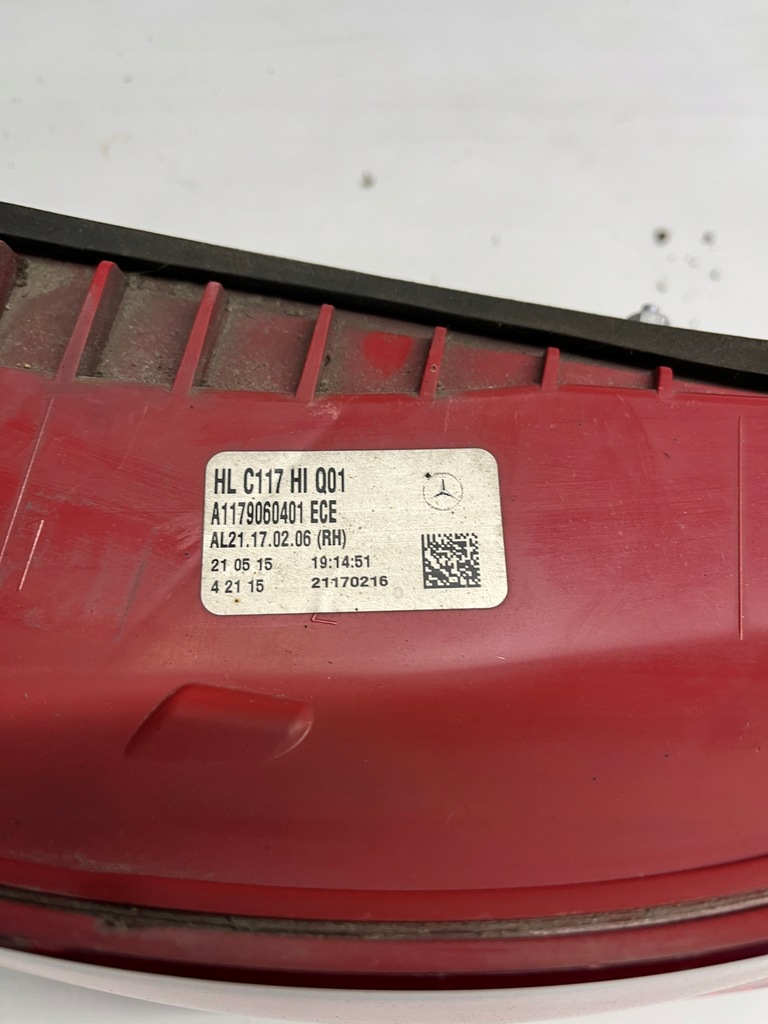 HL C117 HI Q01
A1179060401 ECE
AL21.17.02.06 (RH)
21 05 15 19:14:51
4 21 15 21170216